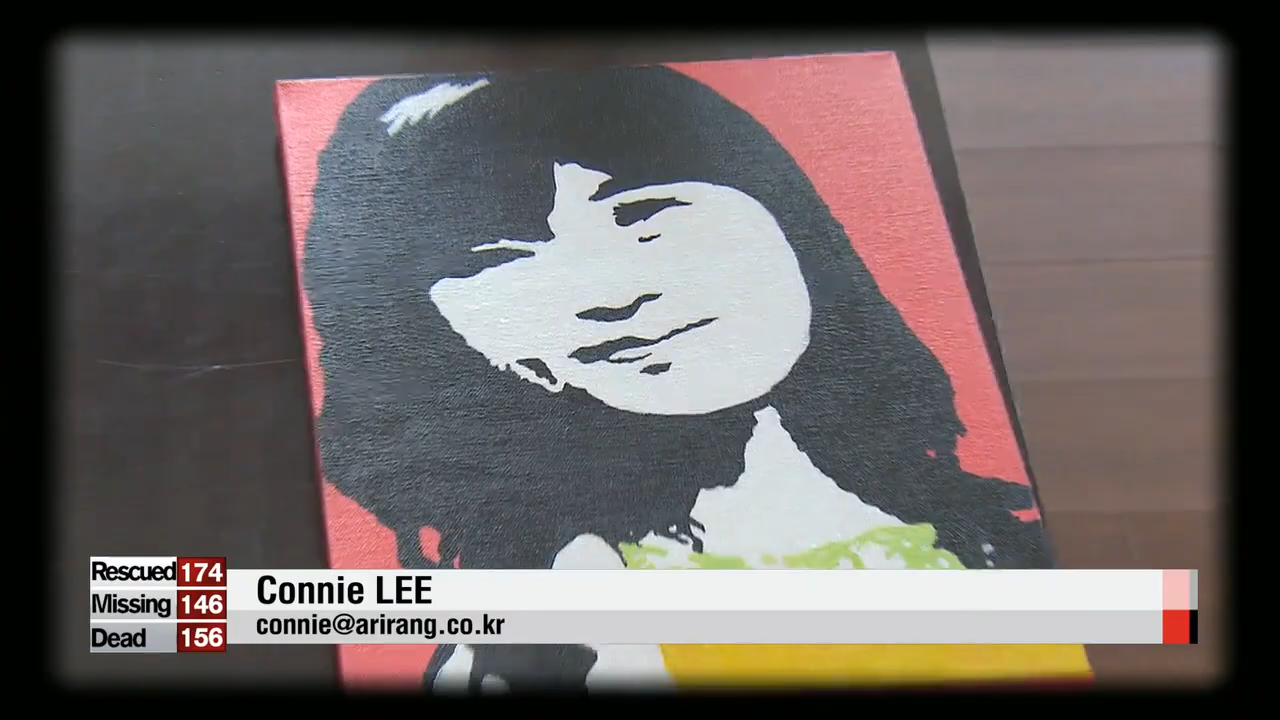 Rescued 174
Missing 146
Dead 156
Connie LEE
connie@arirang.co.kr